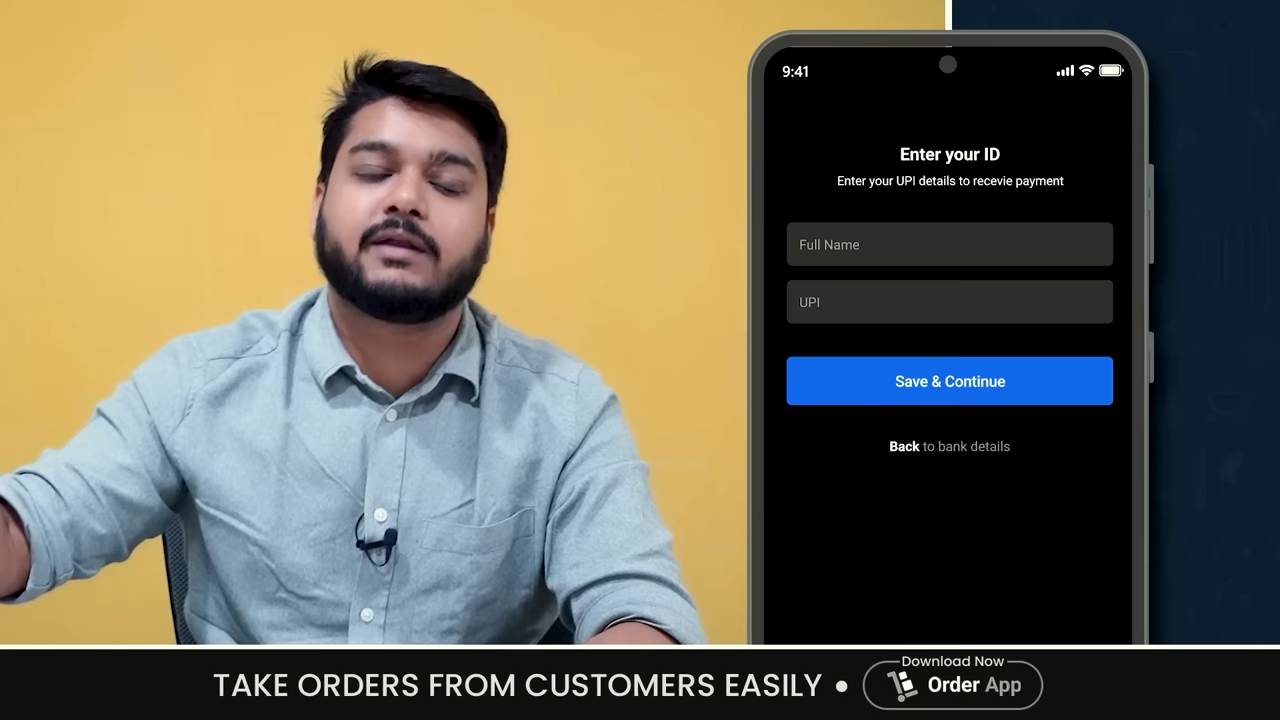 9:41
Enter your ID
Enter your UPI details to recevie payment
Full Name
UPI
Save & Continue
Back to bank details
TAKE ORDERS FROM CUSTOMERS EASILY • Download Now
Order App